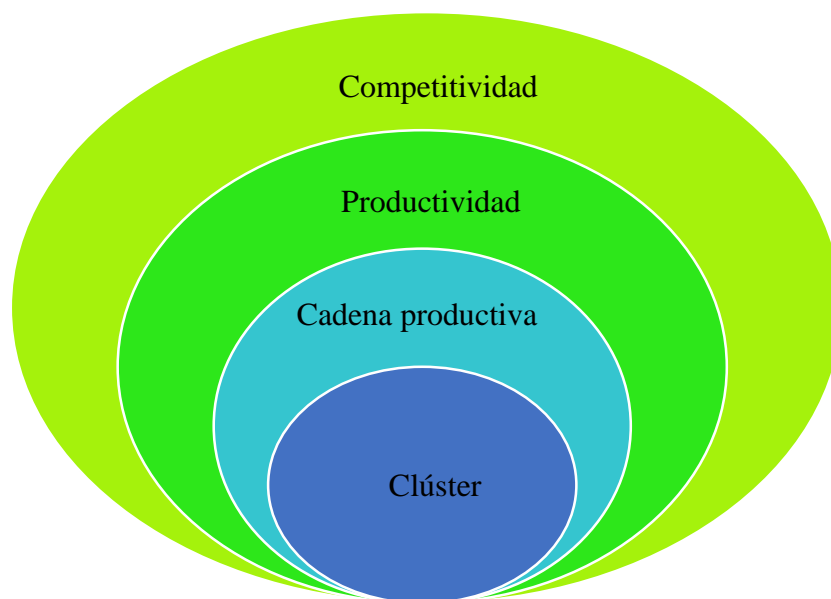 Competitividad
Productividad
Cadena productiva
Clúster